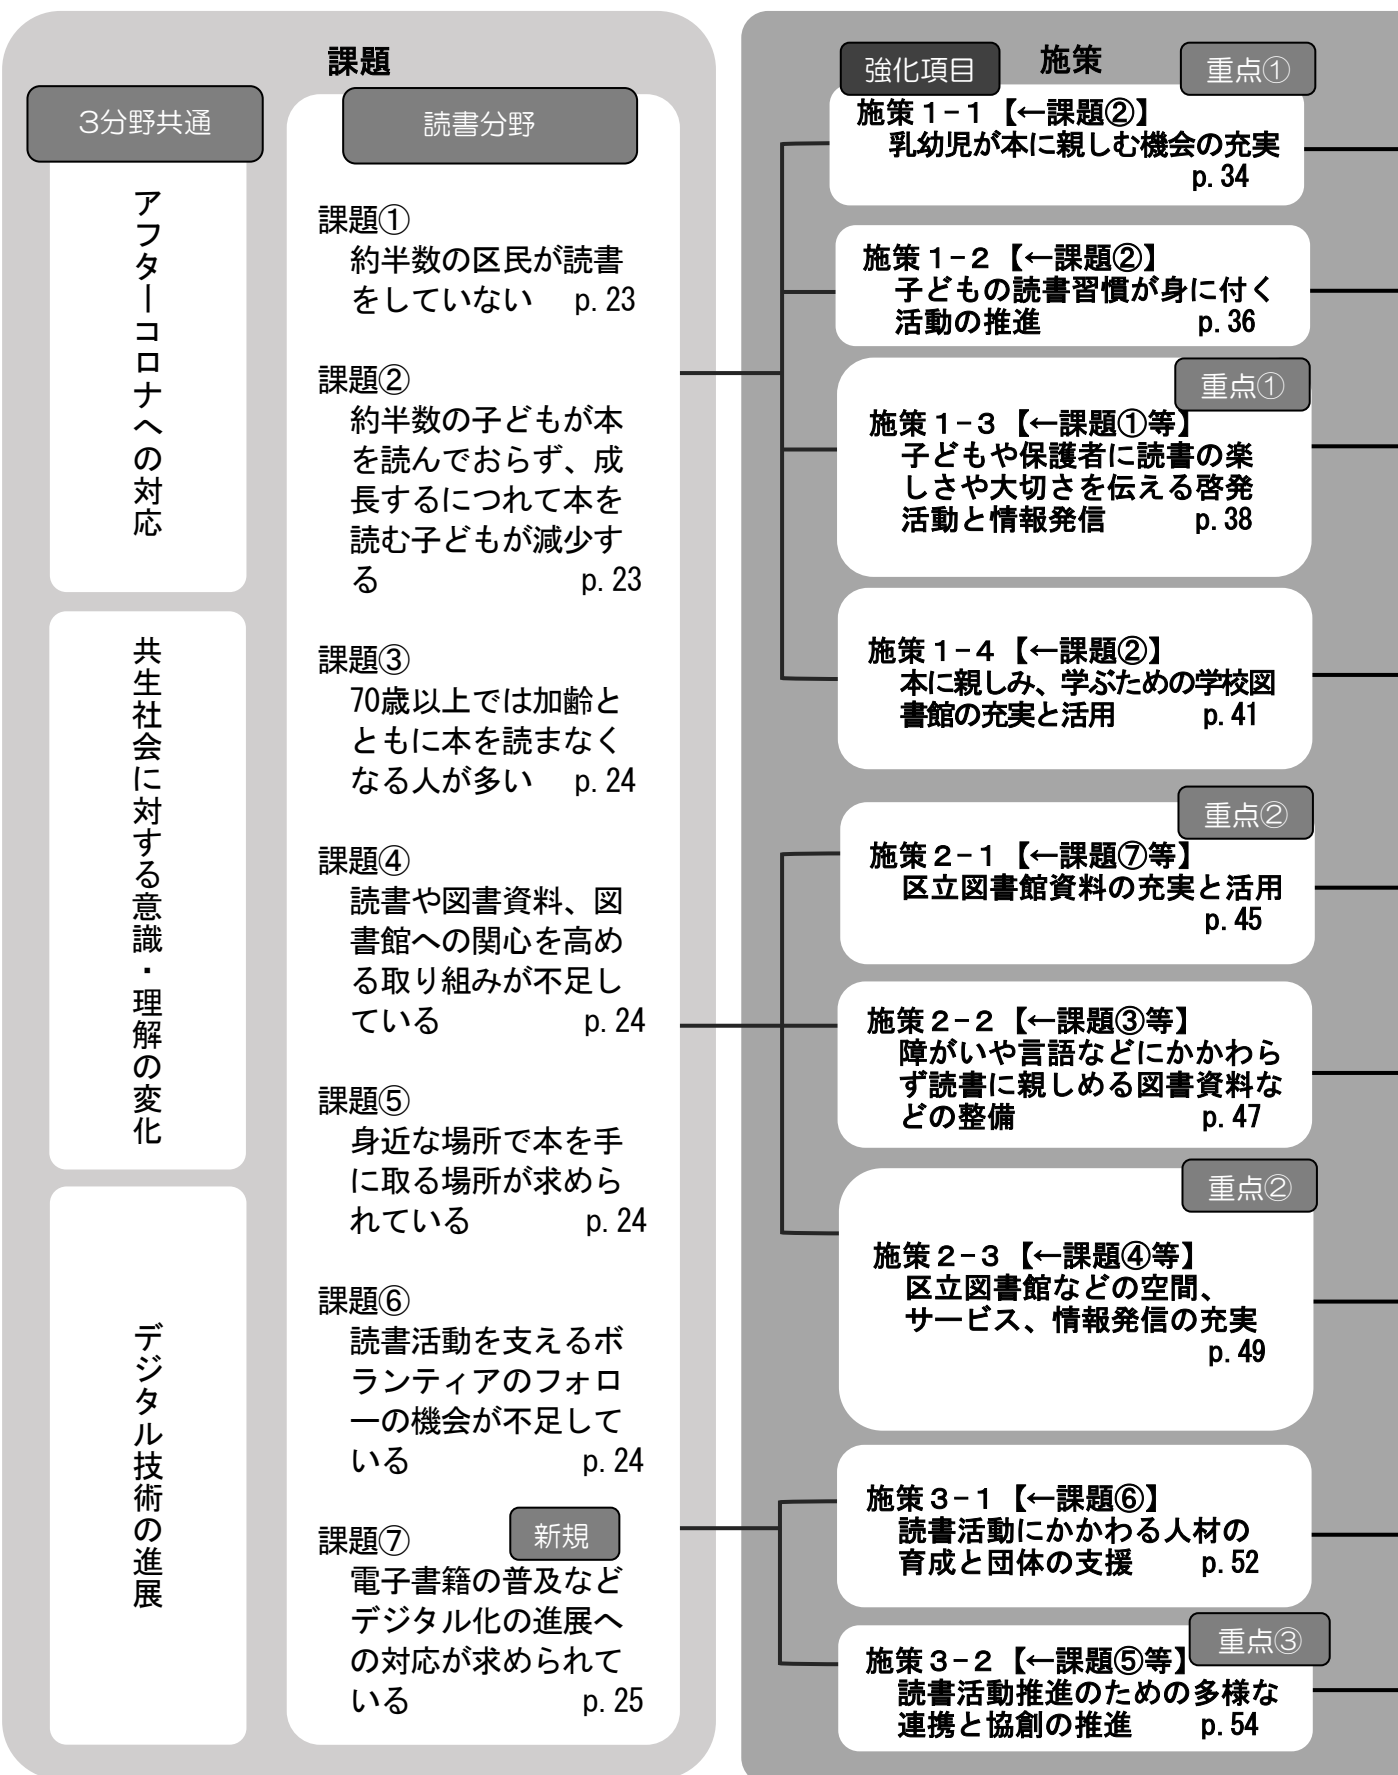 課題
3分野共通
アフターコロナへの対応
共生社会に対する意識・理解の変化
デジタル技術の進展
読書分野
課題①
約半数の区民が読書
をしていない p.23
課題②
約半数の子どもが本
を読んでおらず、成
長するにつれて本を
読む子どもが減少す
る p.23
課題③
70歳以上では加齢と
ともに本を読まなく
なる人が多い p.24
課題④
読書や図書資料、図
書館への関心を高め
る取り組みが不足し
ている p.24
課題⑤
身近な場所で本を手
に取る場所が求めら
れている p.24
課題⑥
読書活動を支えるボ
ランティアのフォロ
ーの機会が不足して
いる p.24
課題⑦ 新規
電子書籍の普及など
デジタル化の進展へ
の対応が求められて
いる p.25
強化項目 施策 重点①
施策1-1【←課題②】
乳幼児が本に親しむ機会の充実
p.34
施策1-2【←課題②】
子どもの読書習慣が身に付く
活動の推進 p.36
重点①
施策1-3【←課題①等】
子どもや保護者に読書の楽
しさや大切さを伝える啓発
活動と情報発信 p.38
施策1-4【←課題②】
本に親しみ、学ぶための学校図
書館の充実と活用 p.41
重点②
施策2-1【←課題⑦等】
区立図書館資料の充実と活用
p.45
施策2-2【←課題③等】
障がいや言語などにかかわら
ず読書に親しめる図書資料な
どの整備 p.47
重点②
施策2-3【←課題④等】
区立図書館などの空間、
サービス、情報発信の充実
p.49
施策3-1【←課題⑥】
読書活動にかかわる人材の
育成と団体の支援 p.52
重点③
施策3-2【←課題⑤等】
読書活動推進のための多様な
連携と協創の推進 p.54